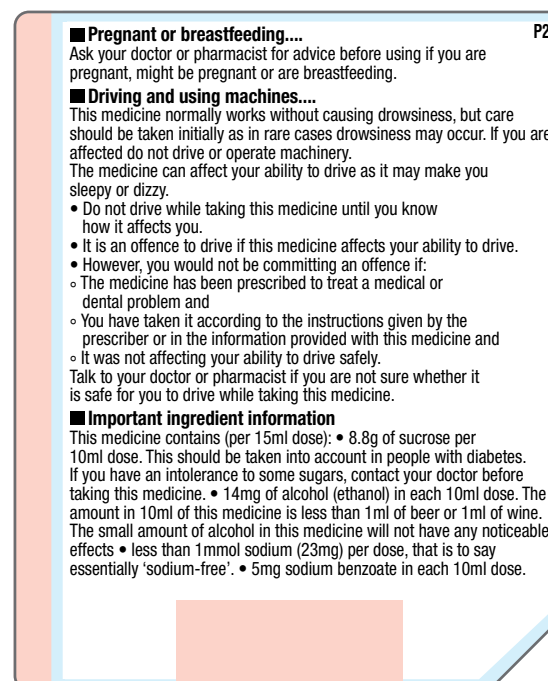 ■ Pregnant or breastfeeding.... P2
Ask your doctor or pharmacist for advice before using if you are
pregnant, might be pregnant or are breastfeeding.
■ Driving and using machines....
This medicine normally works without causing drowsiness, but care
should be taken initially as in rare cases drowsiness may occur. If you are
affected do not drive or operate machinery.
The medicine can affect your ability to drive as it may make you
sleepy or dizzy.
• Do not drive while taking this medicine until you know
how it affects you.
• It is an offence to drive if this medicine affects your ability to drive.
• However, you would not be committing an offence if:
◦ The medicine has been prescribed to treat a medical or
dental problem and
◦ You have taken it according to the instructions given by the
prescriber or in the information provided with this medicine and
◦ It was not affecting your ability to drive safely.
Talk to your doctor or pharmacist if you are not sure whether it
is safe for you to drive while taking this medicine.
■ Important ingredient information
This medicine contains (per 15ml dose): • 8.8g of sucrose per
10ml dose. This should be taken into account in people with diabetes.
If you have an intolerance to some sugars, contact your doctor before
taking this medicine. • 14mg of alcohol (ethanol) in each 10ml dose. The
amount in 10ml of this medicine is less than 1ml of beer or 1ml of wine.
The small amount of alcohol in this medicine will not have any noticeable
effects • less than 1mmol sodium (23mg) per dose, that is to say
essentially ‘sodium-free’. • 5mg sodium benzoate in each 10ml dose.